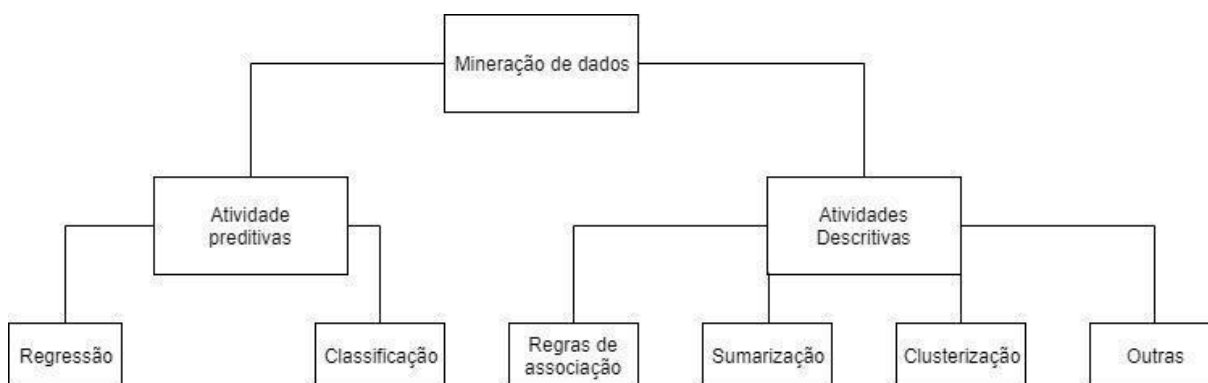 Mineração de dados
Atividade
preditivas
Atividades
Descritivas
Regressão
Classificação
Regras de
associação
Sumarização
Clusterização
Outras